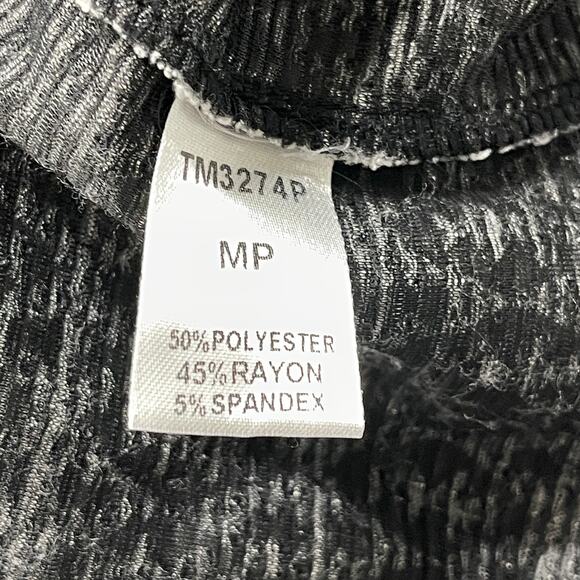 TM3274P
MP
50%POLYESTER
45%RAYON
5%SPANDEX